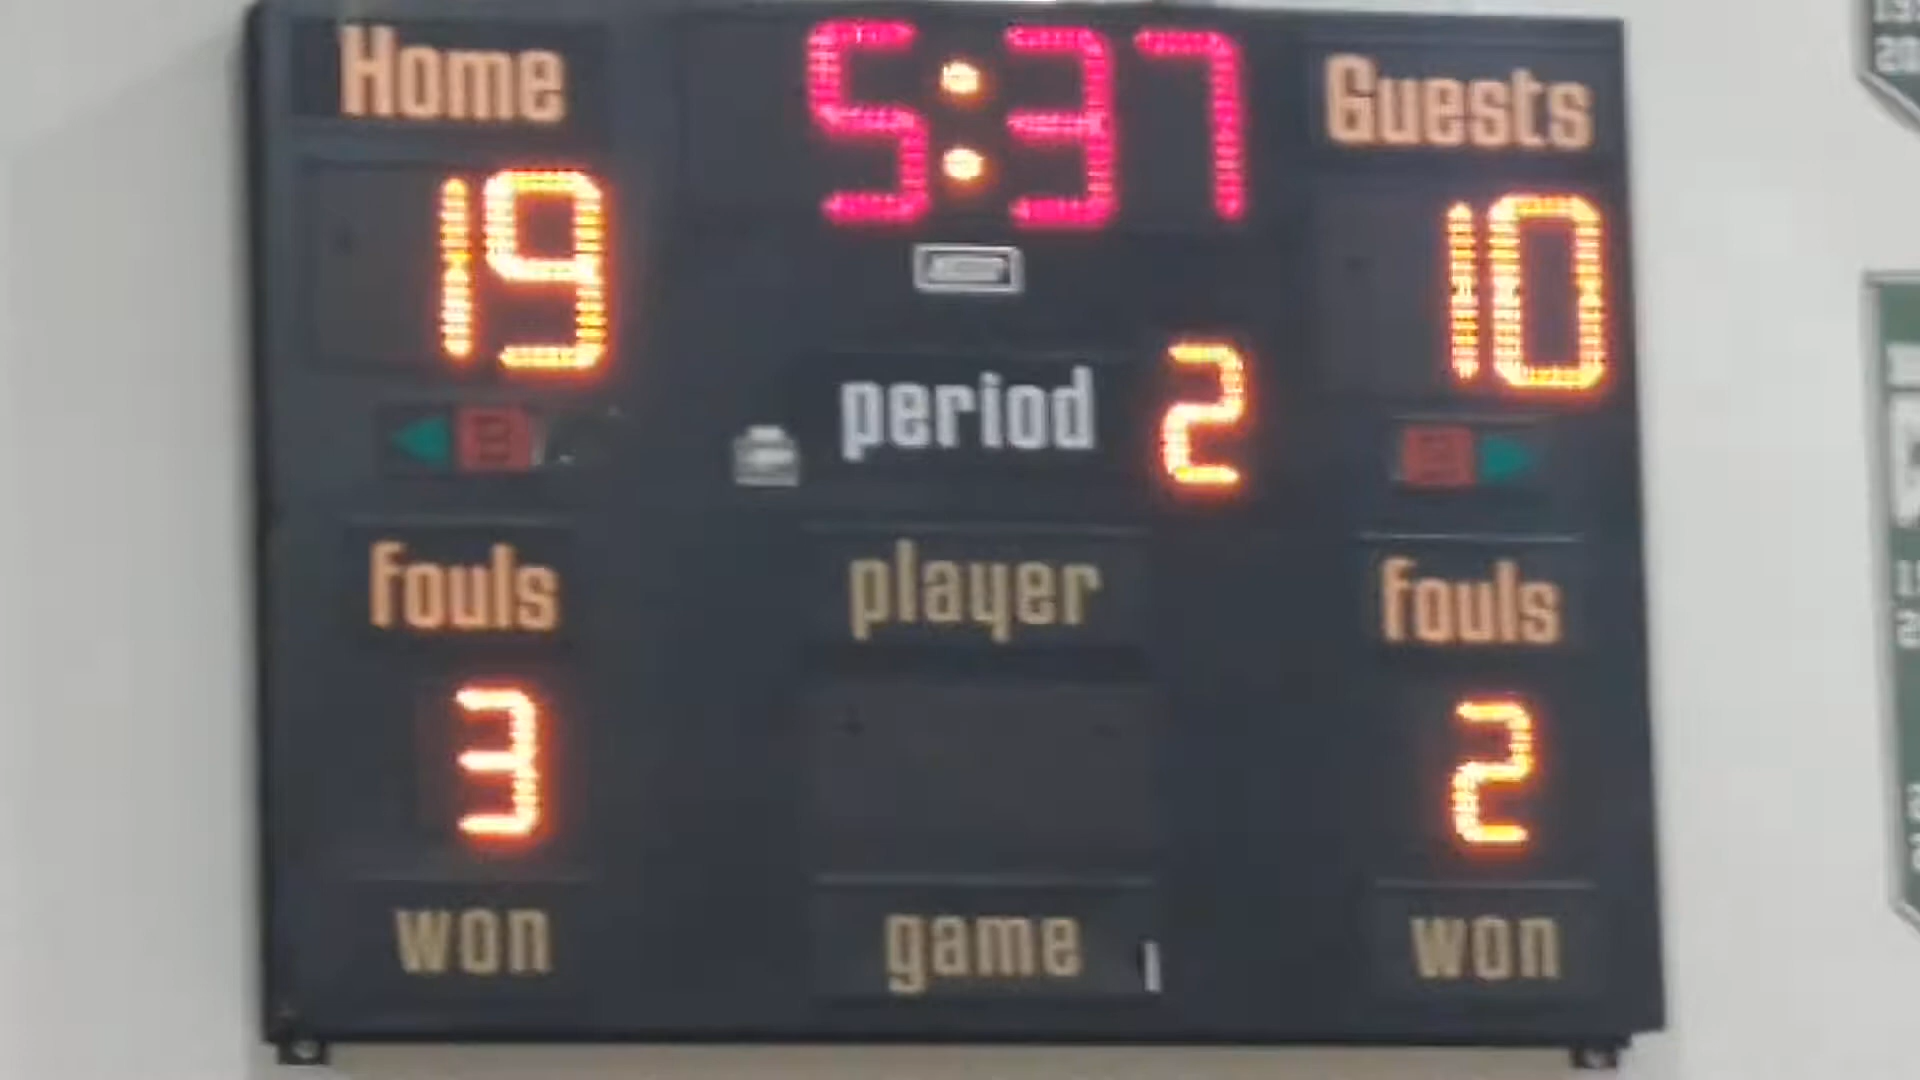 Home 5:37 Guests
19 10
period 2
B B
fouls player fouls
3 2
won game won